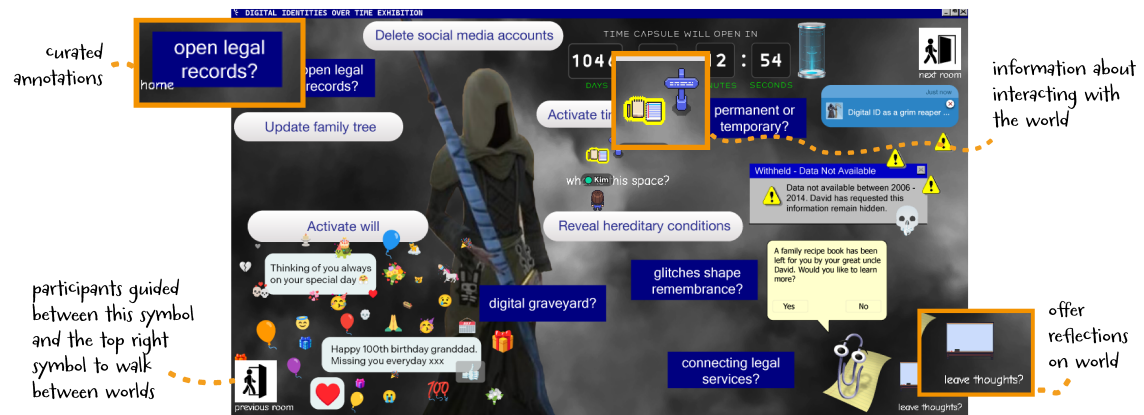 DIGITAL IDENTITIES OVER TIME EXHIBITION
curated
annotations
open legal
records?
home
open legal
records?
Delete social media accounts
TIME CAPSULE WILL OPEN IN
1046
12 : 54
DAYS
NUTES
SECONDS
next room
information about
interacting with
the world
Just now
Digital ID as a grim reaper ...
Update family tree
Activate tim
permanent or
temporary?
wh
Kim
his space?
Withheld - Data Not Available
Data not available between 2006 -
2014. David has requested this
information remain hidden.
Activate will
Reveal hereditary conditions
Thinking of you always
on your special day
A family recipe book has been
left for you by your great uncle
David. Would you like to learn
more?
Yes
No
glitches shape
remembrance?
digital graveyard?
participants guided
between this symbol
and the top right
symbol to walk
between worlds
Happy 100th birthday granddad.
Missing you everyday xxx
100
previous room
connecting legal
services?
leave thoughts?
leave thoughts?
offer
reflections
on world